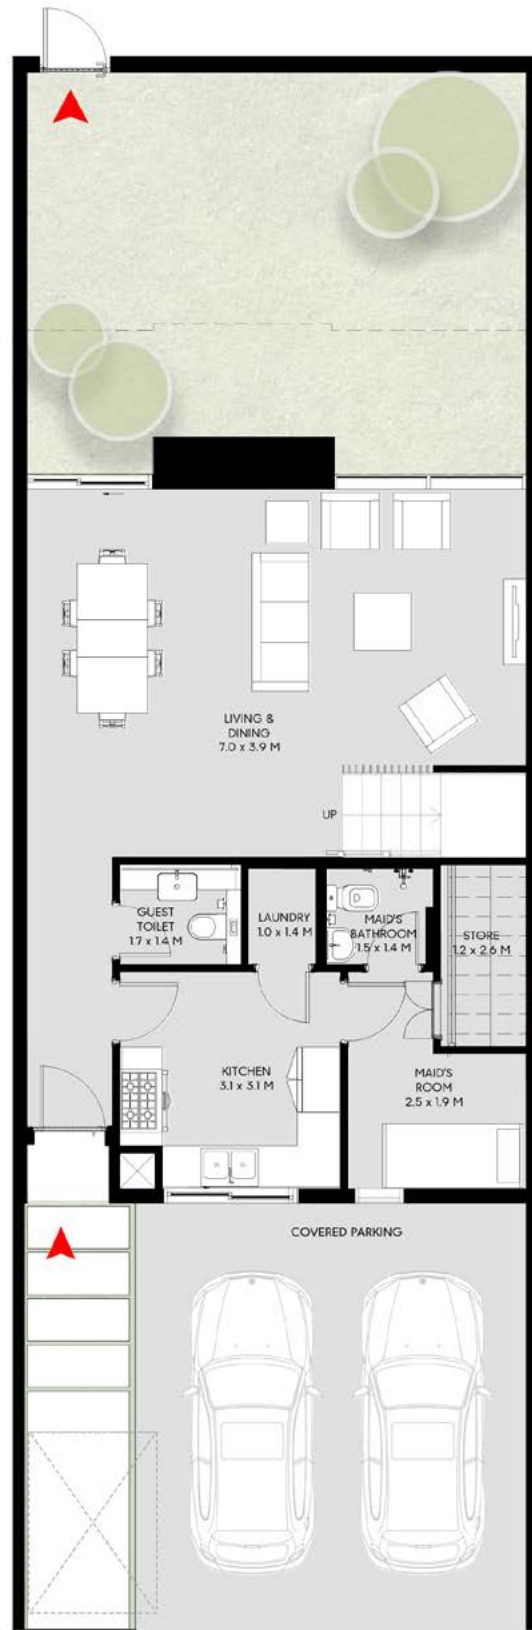 LIVING &
DINING
7.0 x 3.9 M
UP
GUEST
TOILET
1.7 x 1.4 M
LAUNDRY
1.0 x 1.4 M
MAID'S
BATHROOM
1.5 x 1.4 M
STORE
1.2 x 2.6 M
KITCHEN
3.1 x 3.1 M
MAID'S
ROOM
2.5 x 1.9 M
COVERED PARKING